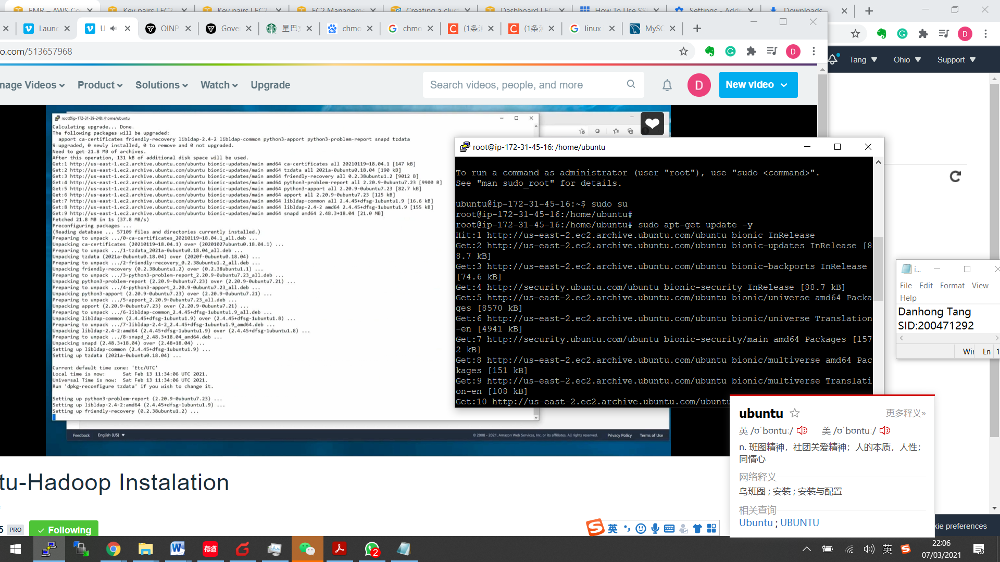 EMR – AWS Co
Key pairs | EC2
Key pairs | EC2
EC2 Managem
Creating a clust
Dashboard | EC
How To Use SS
Settings - Addr
Downloads
Launc
U
OINP
Gove
星巴
chmo
chmo
(1条消
(1条消
linux
MySC
o.com/513657968
D
D
Tang
Ohio
Support
nage Videos
Product
Solutions
Watch
Upgrade
Search videos, people, and more
D
New video
root@ip-172-31-39-248: /home/ubuntu
Calculating upgrade... Done
The following packages will be upgraded:
apport ca-certificates friendly-recovery libldap-2.4-2 libldap-common python3-apport python3-problem-report snapd tzdata
9 upgraded, 0 newly installed, 0 to remove and 0 not upgraded.
Need to get 21.8 MB of archives.
After this operation, 131 kB of additional disk space will be used.
Get:1 http://us-east-1.ec2.archive.ubuntu.com/ubuntu bionic-updates/main amd64 ca-certificates all 20210119~18.04.1 [147 kB]
Get:2 http://us-east-1.ec2.archive.ubuntu.com/ubuntu bionic-updates/main amd64 tzdata all 2021a-0ubuntu0.18.04 [190 kB]
Get:3 http://us-east-1.ec2.archive.ubuntu.com/ubuntu bionic-updates/main amd64 friendly-recovery all 0.2.38ubuntu1.2 [9012 B]
Get:4 http://us-east-1.ec2.archive.ubuntu.com/ubuntu bionic-updates/main amd64 python3-problem-report all 2.20.9-0ubuntu7.23 [9900 B]
Get:5 http://us-east-1.ec2.archive.ubuntu.com/ubuntu bionic-updates/main amd64 python3-apport all 2.20.9-0ubuntu7.23 [82.7 kB]
Get:6 http://us-east-1.ec2.archive.ubuntu.com/ubuntu bionic-updates/main amd64 apport all 2.20.9-0ubuntu7.23 [125 kB]
Get:7 http://us-east-1.ec2.archive.ubuntu.com/ubuntu bionic-updates/main amd64 libldap-common all 2.4.45+dfsg-1ubuntu1.9 [16.6 kB]
Get:8 http://us-east-1.ec2.archive.ubuntu.com/ubuntu bionic-updates/main amd64 libldap-2.4-2 amd64 2.4.45+dfsg-1ubuntu1.9 [155 kB]
Get:9 http://us-east-1.ec2.archive.ubuntu.com/ubuntu bionic-updates/main amd64 snapd amd64 2.48.3+18.04 [21.0 MB]
Fetched 21.8 MB in 1s (37.8 MB/s)
Preconfiguring packages ...
(Reading database ... 57109 files and directories currently installed.)
Preparing to unpack .../0-ca-certificates_20210119~18.04.1_all.deb ...
Unpacking ca-certificates (20210119~18.04.1) over (20201027ubuntu0.18.04.1) ...
Preparing to unpack .../1-tzdata_2021a-0ubuntu0.18.04_all.deb ...
Unpacking tzdata (2021a-0ubuntu0.18.04) over (2020f-0ubuntu0.18.04) ...
Preparing to unpack .../2-friendly-recovery_0.2.38ubuntu1.2_all.deb ...
Unpacking friendly-recovery (0.2.38ubuntu1.2) over (0.2.38ubuntu1.1) ...
Preparing to unpack .../3-python3-problem-report_2.20.9-0ubuntu7.23_all.deb ...
Unpacking python3-problem-report (2.20.9-0ubuntu7.23) over (2.20.9-0ubuntu7.21) ...
Preparing to unpack .../4-python3-apport_2.20.9-0ubuntu7.23_all.deb ...
Unpacking python3-apport (2.20.9-0ubuntu7.23) over (2.20.9-0ubuntu7.21) ...
Preparing to unpack .../5-apport_2.20.9-0ubuntu7.23_all.deb ...
Unpacking apport (2.20.9-0ubuntu7.23) over (2.20.9-0ubuntu7.21) ...
Preparing to unpack .../6-libldap-common_2.4.45+dfsg-1ubuntu1.9_all.deb ...
Unpacking libldap-common (2.4.45+dfsg-1ubuntu1.9) over (2.4.45+dfsg-1ubuntu1.8) ...
Preparing to unpack .../7-libldap-2.4-2_2.4.45+dfsg-1ubuntu1.9_amd64.deb ...
Unpacking libldap-2.4-2:amd64 (2.4.45+dfsg-1ubuntu1.9) over (2.4.45+dfsg-1ubuntu1.8) ...
Preparing to unpack .../8-snapd_2.48.3+18.04_amd64.deb ...
Unpacking snapd (2.48.3+18.04) over (2.48+18.04) ...
Setting up libldap-common (2.4.45+dfsg-1ubuntu1.9) ...
Setting up tzdata (2021a-0ubuntu0.18.04) ...
Current default time zone: 'Etc/UTC'
Local time is now: Sat Feb 13 11:34:06 UTC 2021.
Universal Time is now: Sat Feb 13 11:34:06 UTC 2021.
Run 'dpkg-reconfigure tzdata' if you wish to change it.
Setting up python3-problem-report (2.20.9-0ubuntu7.23) ...
Setting up libldap-2.4-2:amd64 (2.4.45+dfsg-1ubuntu1.9) ...
Setting up friendly-recovery (0.2.38ubuntu1.2) ...
Feedback
English (US)
© 2008 - 2021, Amazon Web Services, Inc. or its affiliates. All rights reserved.
Privacy Policy
Terms of Use
root@ip-172-31-45-16: /home/ubuntu
To run a command as administrator (user "root"), use "sudo <command>".
See "man sudo_root" for details.
ubuntu@ip-172-31-45-16:~$ sudo su
root@ip-172-31-45-16:/home/ubuntu#
root@ip-172-31-45-16:/home/ubuntu# sudo apt-get update -y
Hit:1 http://us-east-2.ec2.archive.ubuntu.com/ubuntu bionic InRelease
Get:2 http://us-east-2.ec2.archive.ubuntu.com/ubuntu bionic-updates InRelease [8
8.7 kB]
Get:3 http://us-east-2.ec2.archive.ubuntu.com/ubuntu bionic-backports InRelease
[74.6 kB]
Get:4 http://security.ubuntu.com/ubuntu bionic-security InRelease [88.7 kB]
Get:5 http://us-east-2.ec2.archive.ubuntu.com/ubuntu bionic/universe amd64 Packa
ges [8570 kB]
Get:6 http://us-east-2.ec2.archive.ubuntu.com/ubuntu bionic/universe Translation
-en [4941 kB]
Get:7 http://security.ubuntu.com/ubuntu bionic-security/main amd64 Packages [157
2 kB]
Get:8 http://us-east-2.ec2.archive.ubuntu.com/ubuntu bionic/multiverse amd64 Pac
kages [151 kB]
Get:9 http://us-east-2.ec2.archive.ubuntu.com/ubuntu bionic/multiverse Translati
on-en [108 kB]
Get:10 http://us-east-2.ec2.archive.ubuntu.com/ubuntu
i...
File Edit Format View
Help
Danhong Tang
SID:200471292
Wir
Ln 1
ubuntu
更多释义»
英 /ʊˈbʊntuː/ 美 /ʊˈbʊntuː/
n. 班图精神，社团关爱精神；人的本质，人性；
同情心
网络释义
乌班图 ; 安装 ; 安装与配置
相关查询
Ubuntu ; UBUNTU
tu-Hadoop Instalation
5
PRO
Following
英
kie preferences
有道
2
英
22:06
07/03/2021